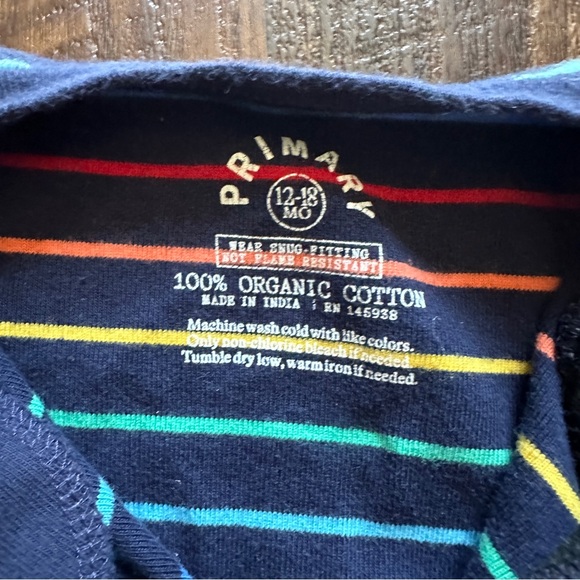 PRIMARY
12-18
MO
WEAR SNUG-FITTING
NOT FLAME RESISTANT
100% ORGANIC COTTON
MADE IN INDIA | RN 145938
Machine wash cold with like colors.
Only non-chlorine bleach if needed.
Tumble dry low, warm iron if needed.